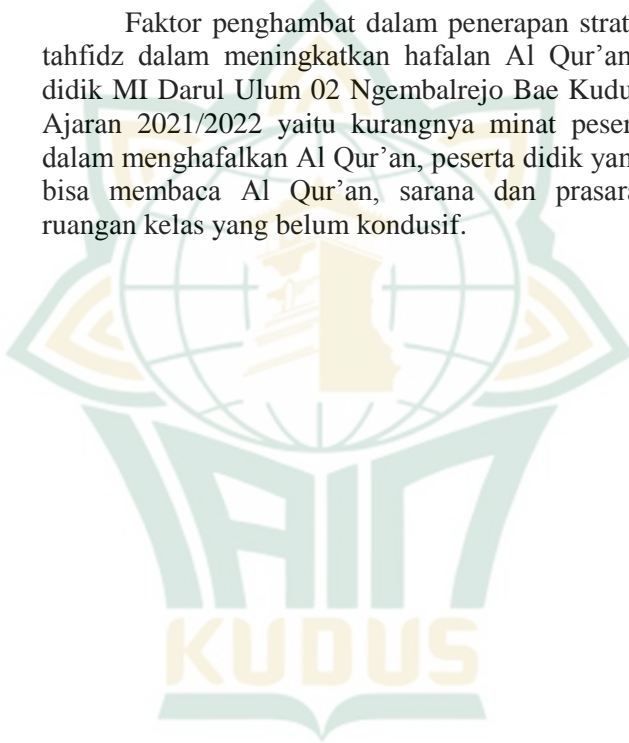 Faktor penghambat dalam penerapan strat
tahfidz dalam meningkatkan hafalan Al Qur’an
didik MI Darul Ulum 02 Ngembalrejo Bae Kudu
Ajaran 2021/2022 yaitu kurangnya minat peser
dalam menghafalkan Al Qur’an, peserta didik yan
bisa membaca Al Qur’an, sarana dan prasara
ruangan kelas yang belum kondusif.
IAIN
KUDUS